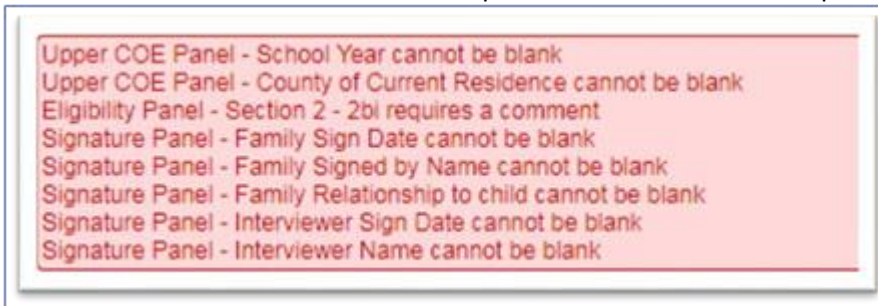 Upper COE Panel - School Year cannot be blank
Upper COE Panel - County of Current Residence cannot be blank
Eligibility Panel - Section 2 - 2bi requires a comment
Signature Panel - Family Sign Date cannot be blank
Signature Panel - Family Signed by Name cannot be blank
Signature Panel - Family Relationship to child cannot be blank
Signature Panel - Interviewer Sign Date cannot be blank
Signature Panel - Interviewer Name cannot be blank